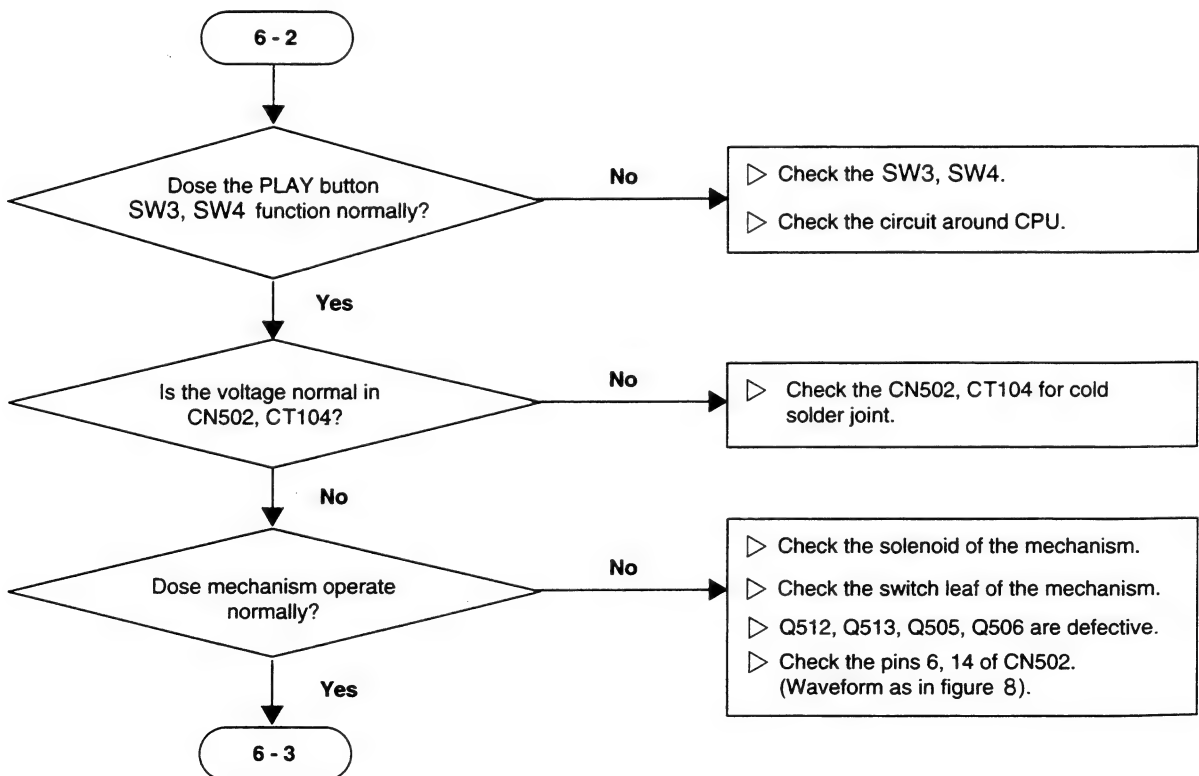 6 - 2
Dose the PLAY button
SW3, SW4 function normally?
No
▷ Check the SW3, SW4.
▷ Check the circuit around CPU.
Yes
Is the voltage normal in
CN502, CT104?
No
▷ Check the CN502, CT104 for cold
solder joint.
No
Dose mechanism operate
normally?
No
▷ Check the solenoid of the mechanism.
▷ Check the switch leaf of the mechanism.
▷ Q512, Q513, Q505, Q506 are defective.
▷ Check the pins 6, 14 of CN502.
(Waveform as in figure 8).
Yes
6 - 3